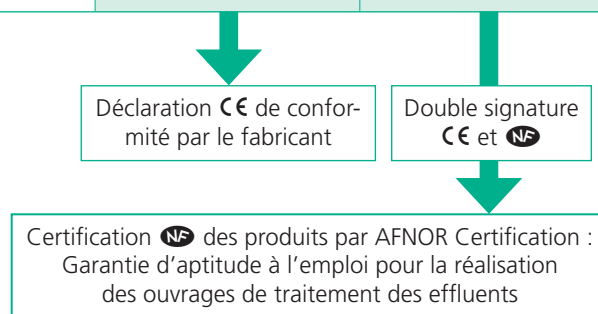 Déclaration CE de confor-
mité par le fabricant
Double signature
CE et NF
Certification NF des produits par AFNOR Certification :
Garantie d'aptitude à l'emploi pour la réalisation
des ouvrages de traitement des effluents